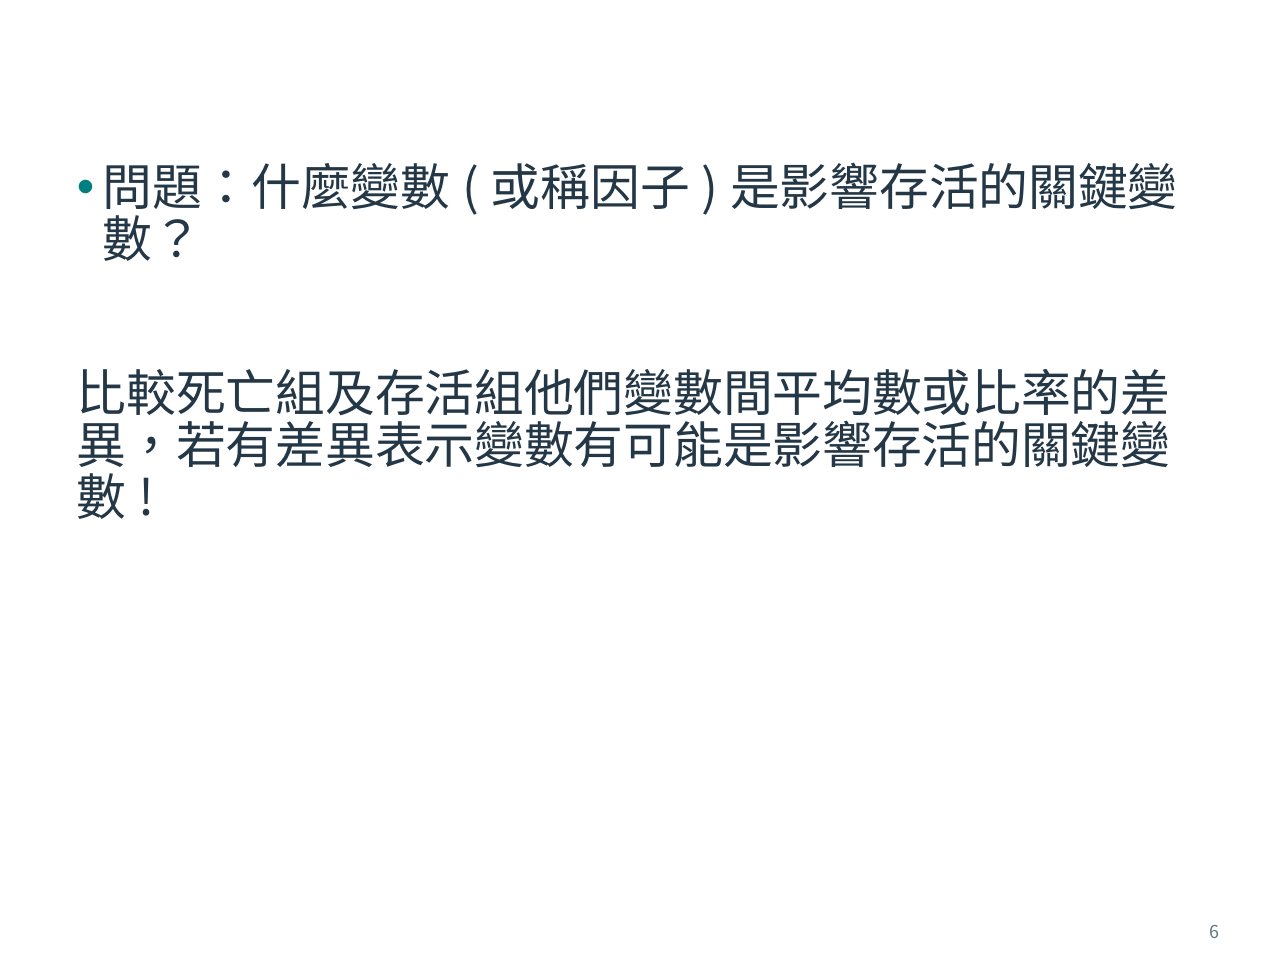 •問題：什麼變數 ( 或稱因子 ) 是影響存活的關鍵變
數？
比較死亡組及存活組他們變數間平均數或比率的差
異，若有差異表示變數有可能是影響存活的關鍵變
數 !
6